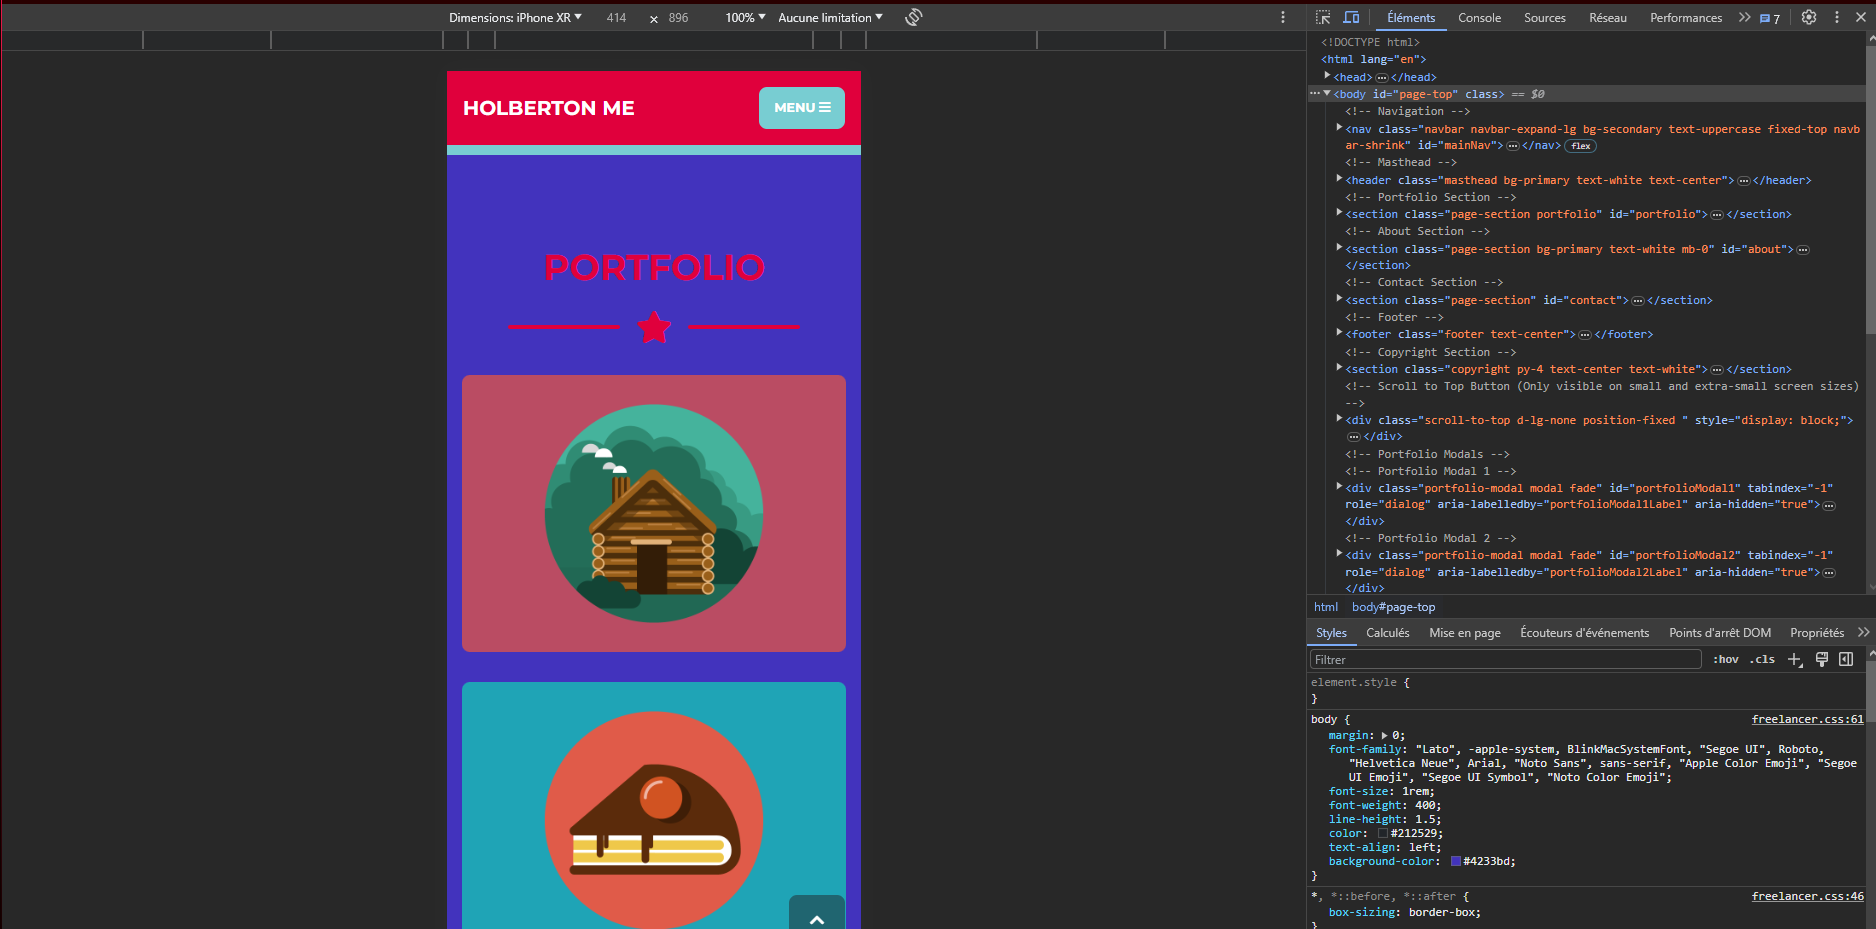 Dimensions: iPhone XR 414 × 896 100% Aucune limitation
HOLBERTON ME
MENU
PORTFOLIO
Éléments Console Sources Réseau Performances 7
<!DOCTYPE html>
<html lang="en">
<head> </head>
<body id="page-top" class> == $0
<!-- Navigation -->
<nav class="navbar navbar-expand-lg bg-secondary text-uppercase fixed-top navb
ar-shrink" id="mainNav"> </nav> flex
<!-- Masthead -->
<header class="masthead bg-primary text-white text-center"> </header>
<!-- Portfolio Section -->
<section class="page-section portfolio" id="portfolio"> </section>
<!-- About Section -->
<section class="page-section bg-primary text-white mb-0" id="about">
</section>
<!-- Contact Section -->
<section class="page-section" id="contact"> </section>
<!-- Footer -->
<footer class="footer text-center"> </footer>
<!-- Copyright Section -->
<section class="copyright py-4 text-center text-white"> </section>
<!-- Scroll to Top Button (Only visible on small and extra-small screen sizes)
-->
<div class="scroll-to-top d-lg-none position-fixed " style="display: block;">
</div>
<!-- Portfolio Modals -->
<!-- Portfolio Modal 1 -->
<div class="portfolio-modal modal fade" id="portfolioModal1" tabindex="-1"
role="dialog" aria-labelledby="portfolioModal1Label" aria-hidden="true">
</div>
<!-- Portfolio Modal 2 -->
<div class="portfolio-modal modal fade" id="portfolioModal2" tabindex="-1"
role="dialog" aria-labelledby="portfolioModal2Label" aria-hidden="true">
</div>
html body#page-top
Styles Calculés Mise en page Écouteurs d'événements Points d'arrêt DOM Propriétés
Filtrer :hov .cls
element.style {
}
body { freelancer.css:61
margin: 0;
font-family: "Lato", -apple-system, BlinkMacSystemFont, "Segoe UI", Roboto,
"Helvetica Neue", Arial, "Noto Sans", sans-serif, "Apple Color Emoji", "Segoe
UI Emoji", "Segoe UI Symbol", "Noto Color Emoji";
font-size: 1rem;
font-weight: 400;
line-height: 1.5;
color: #212529;
text-align: left;
background-color: #4233bd;
}
*, *::before, *::after { freelancer.css:46
box-sizing: border-box;
}